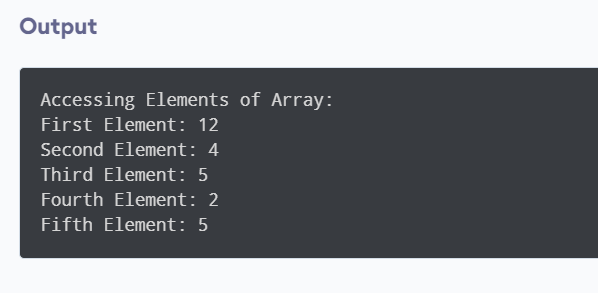 Output
Accessing Elements of Array:
First Element: 12
Second Element: 4
Third Element: 5
Fourth Element: 2
Fifth Element: 5